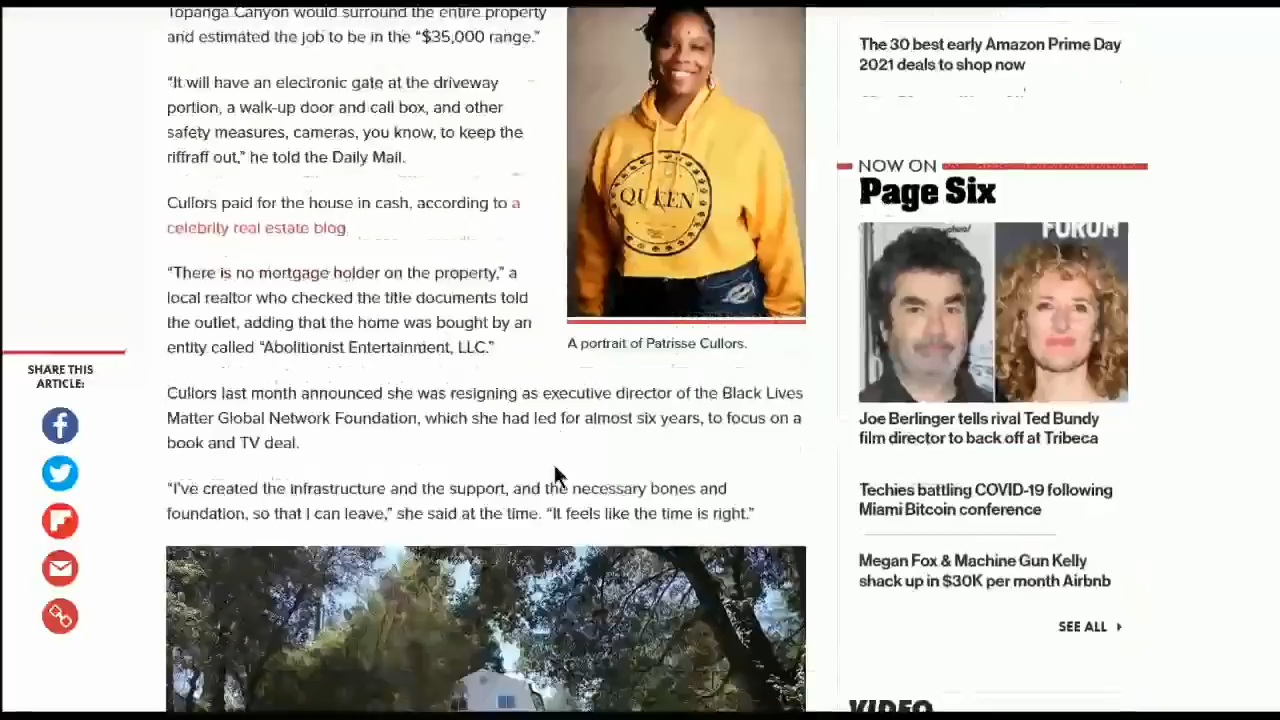 Topanga Canyon would surround the entire property
and estimated the job to be in the “$35,000 range.”
“It will have an electronic gate at the driveway
portion, a walk-up door and call box, and other
safety measures, cameras, you know, to keep the
riffraff out,” he told the Daily Mail.
Cullors paid for the house in cash, according to a
celebrity real estate blog.
“There is no mortgage holder on the property,” a
local realtor who checked the title documents told
the outlet, adding that the home was bought by an
entity called “Abolitionist Entertainment, LLC.”
QUEEN
A portrait of Patrisse Cullors.
Cullors last month announced she was resigning as executive director of the Black Lives
Matter Global Network Foundation, which she had led for almost six years, to focus on a
book and TV deal.
“I’ve created the infrastructure and the support, and the necessary bones and
foundation, so that I can leave,” she said at the time. “It feels like the time is right.”
SHARE THIS
ARTICLE:
The 30 best early Amazon Prime Day
2021 deals to shop now
NOW ON
Page Six
FORUM
Joe Berlinger tells rival Ted Bundy
film director to back off at Tribeca
Techies battling COVID-19 following
Miami Bitcoin conference
Megan Fox & Machine Gun Kelly
shack up in $30K per month Airbnb
SEE ALL
VIDEO